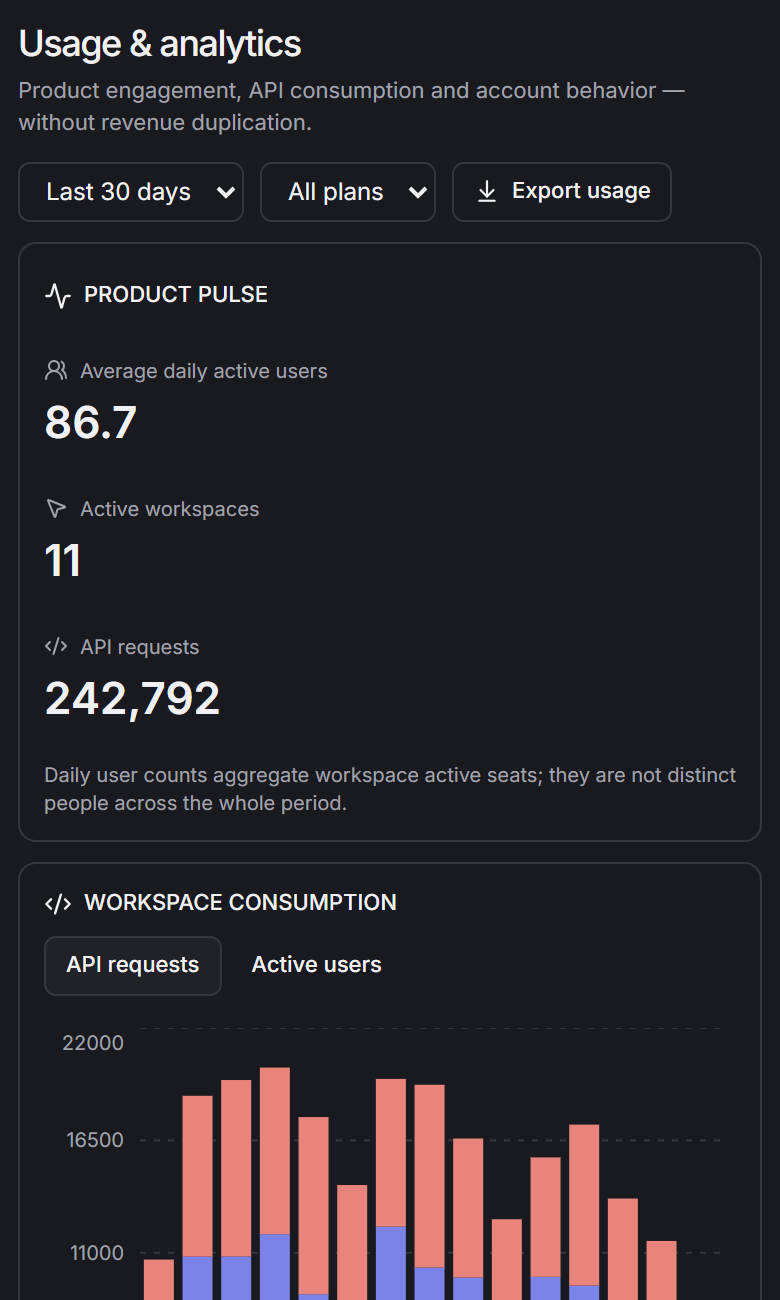 Usage & analytics
Product engagement, API consumption and account behavior —
without revenue duplication.
Last 30 days
All plans
Export usage
PRODUCT PULSE
Average daily active users
86.7
Active workspaces
11
API requests
242,792
Daily user counts aggregate workspace active seats; they are not distinct
people across the whole period.
WORKSPACE CONSUMPTION
API requests
Active users
22000
16500
11000